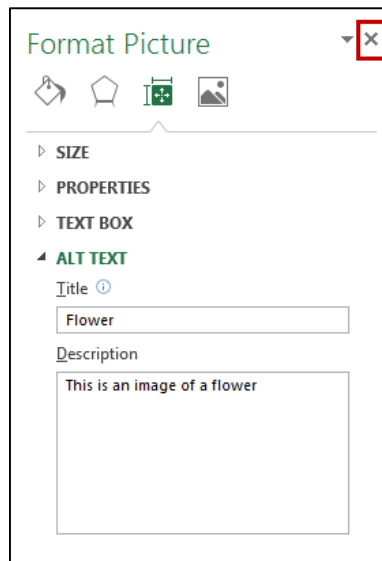 Format Picture
SIZE
PROPERTIES
TEXT BOX
ALT TEXT
Title
Flower
Description
This is an image of a flower